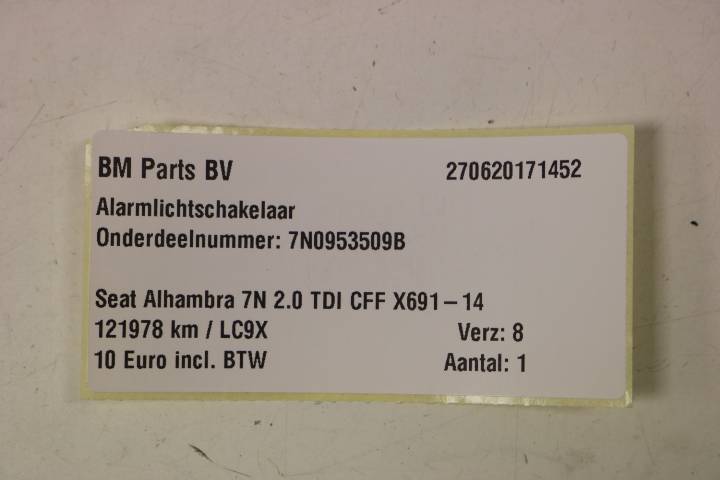 BM Parts BV 270620171452
Alarmlichtschakelaar
Onderdeelnummer: 7N0953509B
Seat Alhambra 7N 2.0 TDI CFF X691-14
121978 km / LC9X Verz: 8
10 Euro incl. BTW Aantal: 1